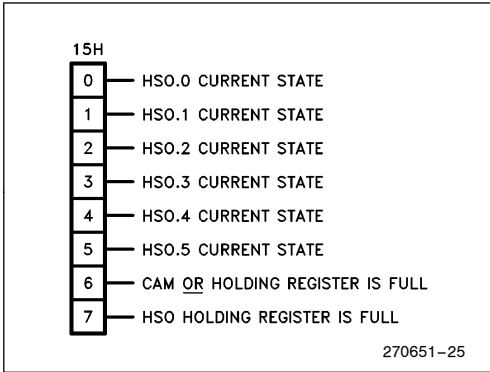 15H
0 HSO.0 CURRENT STATE
1 HSO.1 CURRENT STATE
2 HSO.2 CURRENT STATE
3 HSO.3 CURRENT STATE
4 HSO.4 CURRENT STATE
5 HSO.5 CURRENT STATE
6 CAM OR HOLDING REGISTER IS FULL
7 HSO HOLDING REGISTER IS FULL
270651–25